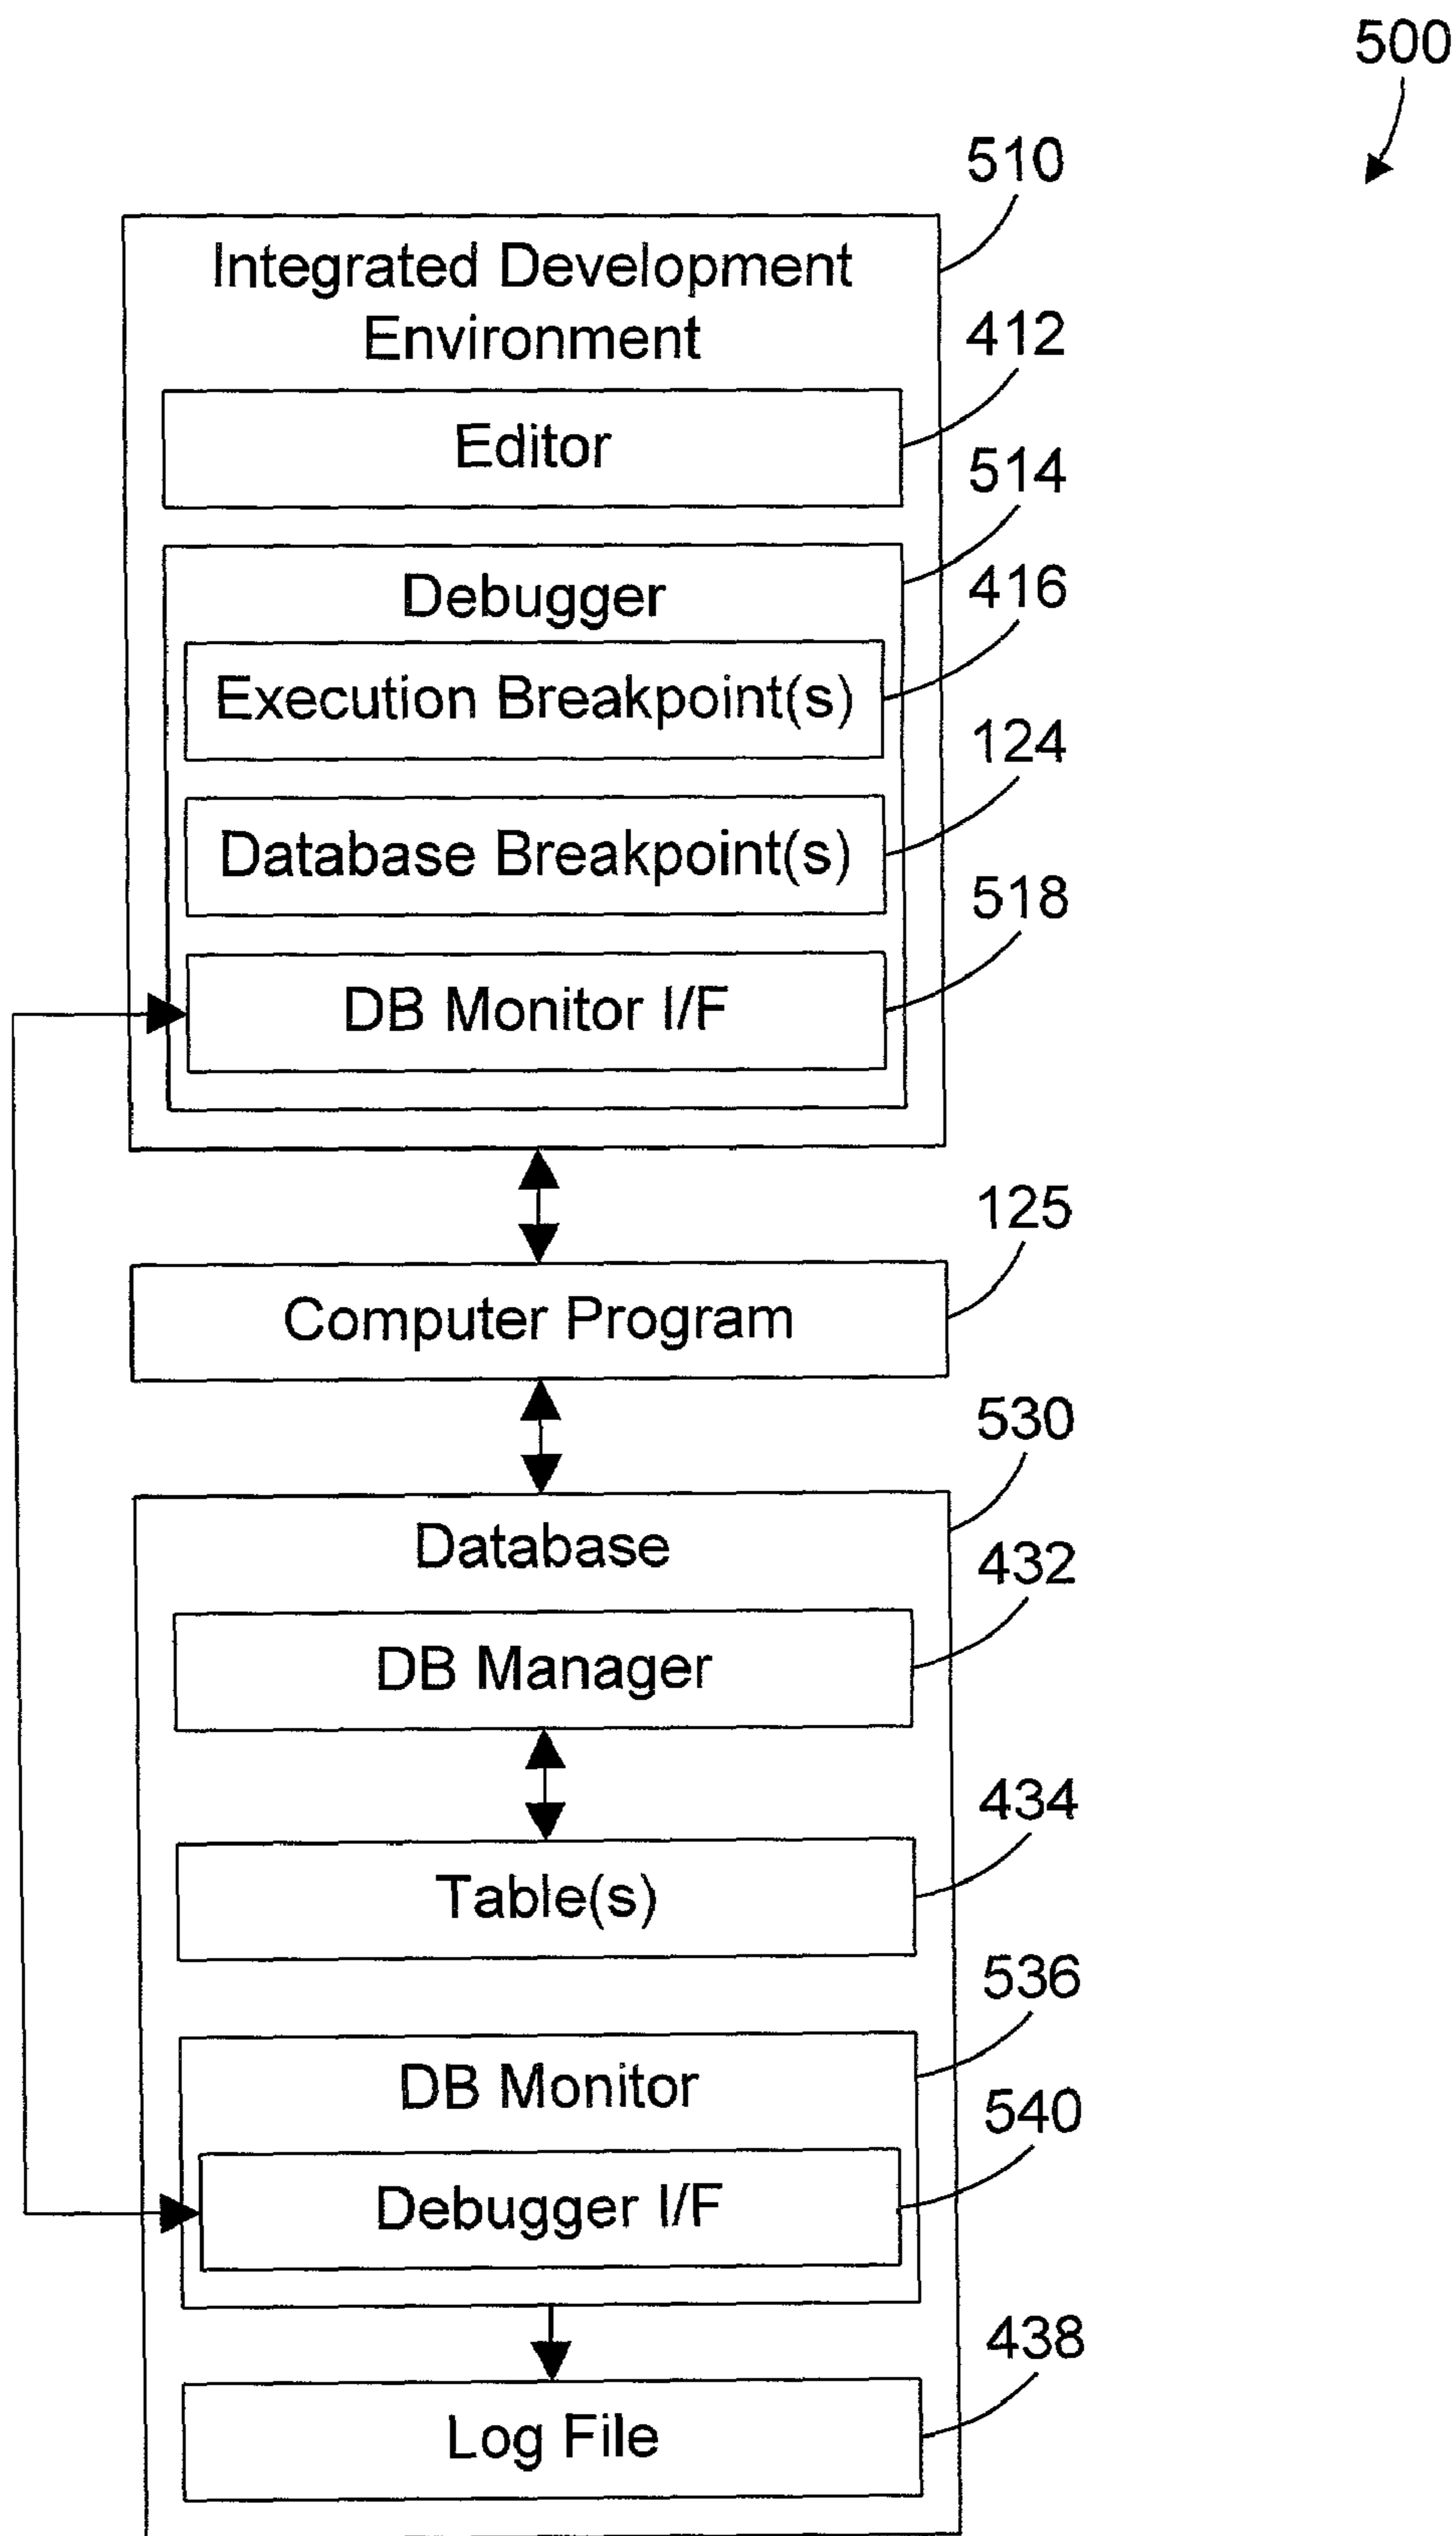 500
510
Integrated Development
Environment
412
Editor
514
Debugger
416
Execution Breakpoint(s)
124
Database Breakpoint(s)
518
DB Monitor I/F
125
Computer Program
530
Database
432
DB Manager
434
Table(s)
536
DB Monitor
540
Debugger I/F
438
Log File